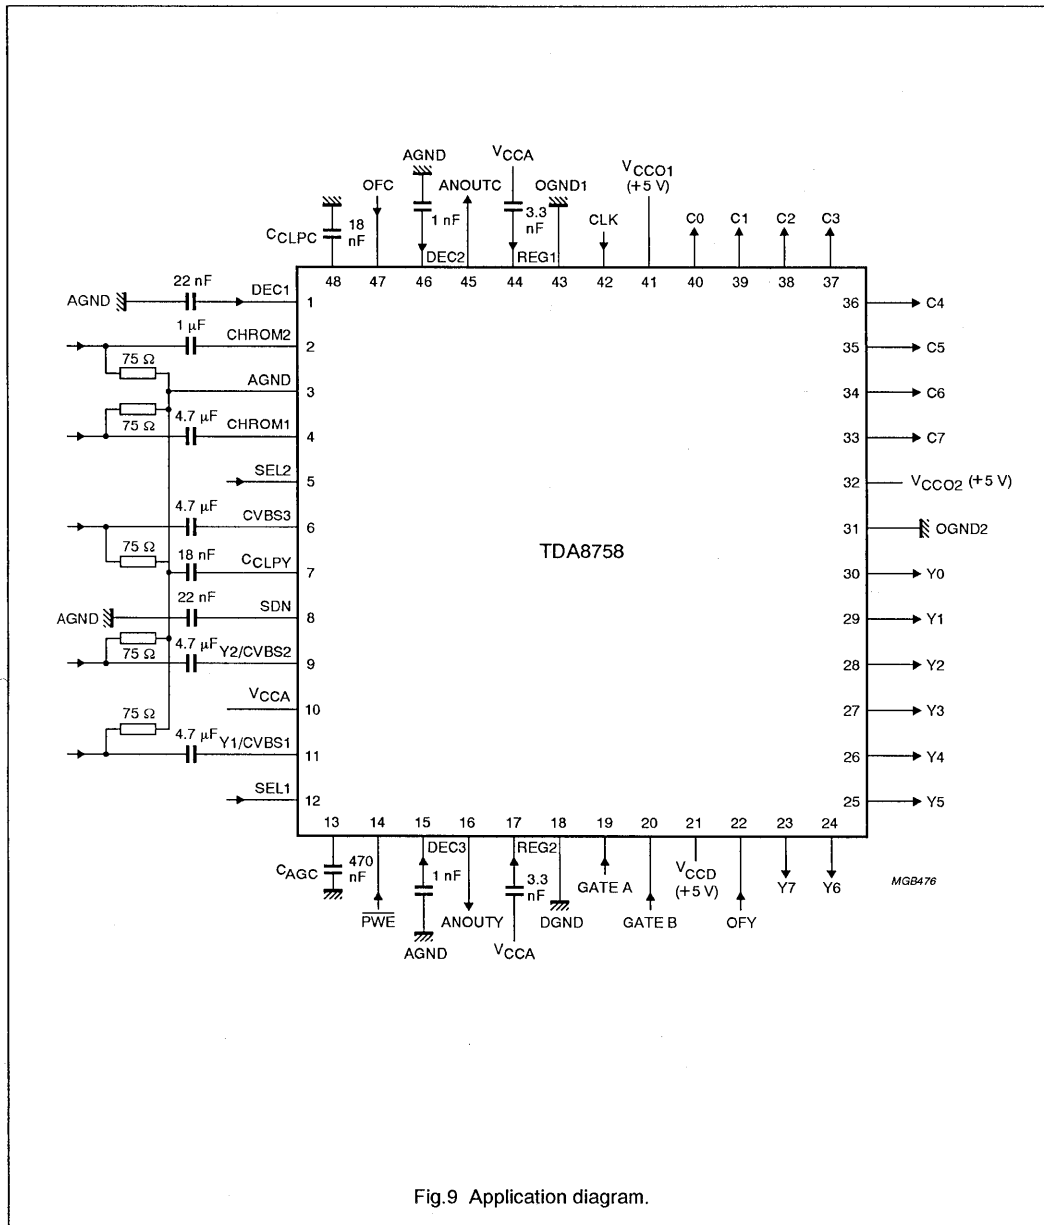 AGND
VCCA
VCCO1
(+5 V)
OFC
ANOUTC
OGND1
CCLPC
18
nF
1 nF
3.3
nF
CLK
C0
C1
C2
C3
DEC2
REG1
48
47
46
45
44
43
42
41
40
39
38
37
22 nF
AGND
DEC1
1
1 µF
CHROM2
2
75 Ω
AGND
3
75 Ω
4.7 µF
CHROM1
4
SEL2
5
4.7 µF
CVBS3
6
75 Ω
18 nF
CCLPY
7
AGND
22 nF
SDN
8
75 Ω
4.7 µF
Y2/CVBS2
9
VCCA
10
75 Ω
4.7 µF
Y1/CVBS1
11
SEL1
12
TDA8758
36
C4
35
C5
34
C6
33
C7
32
VCCO2 (+5 V)
31
OGND2
30
Y0
29
Y1
28
Y2
27
Y3
26
Y4
25
Y5
13
14
15
16
17
18
19
20
21
22
23
24
DEC3
REG2
CAGC
470
nF
1 nF
3.3
nF
PWE
AGND
ANOUTY
VCCA
DGND
GATE A
GATE B
VCCD
(+5 V)
OFY
Y7
Y6
MGB476
Fig.9 Application diagram.